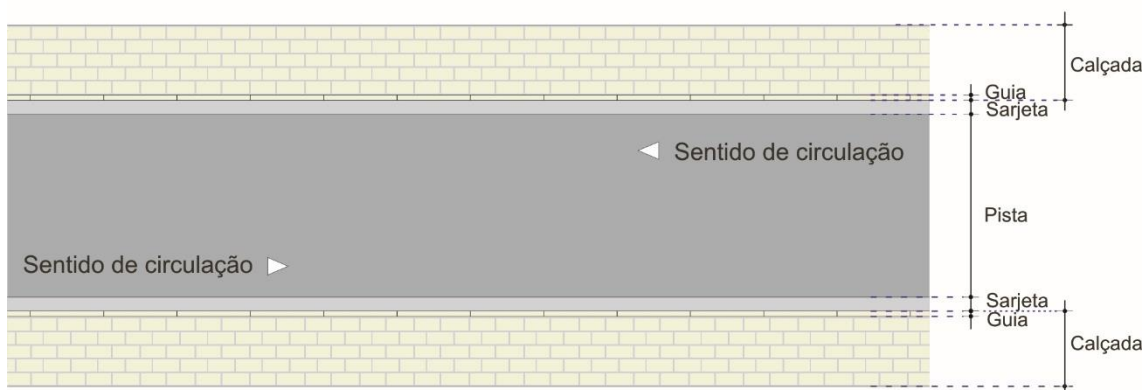 Calçada
Guia
Sarjeta
Sentido de circulação
Pista
Sentido de circulação
Sarjeta
Guia
Calçada